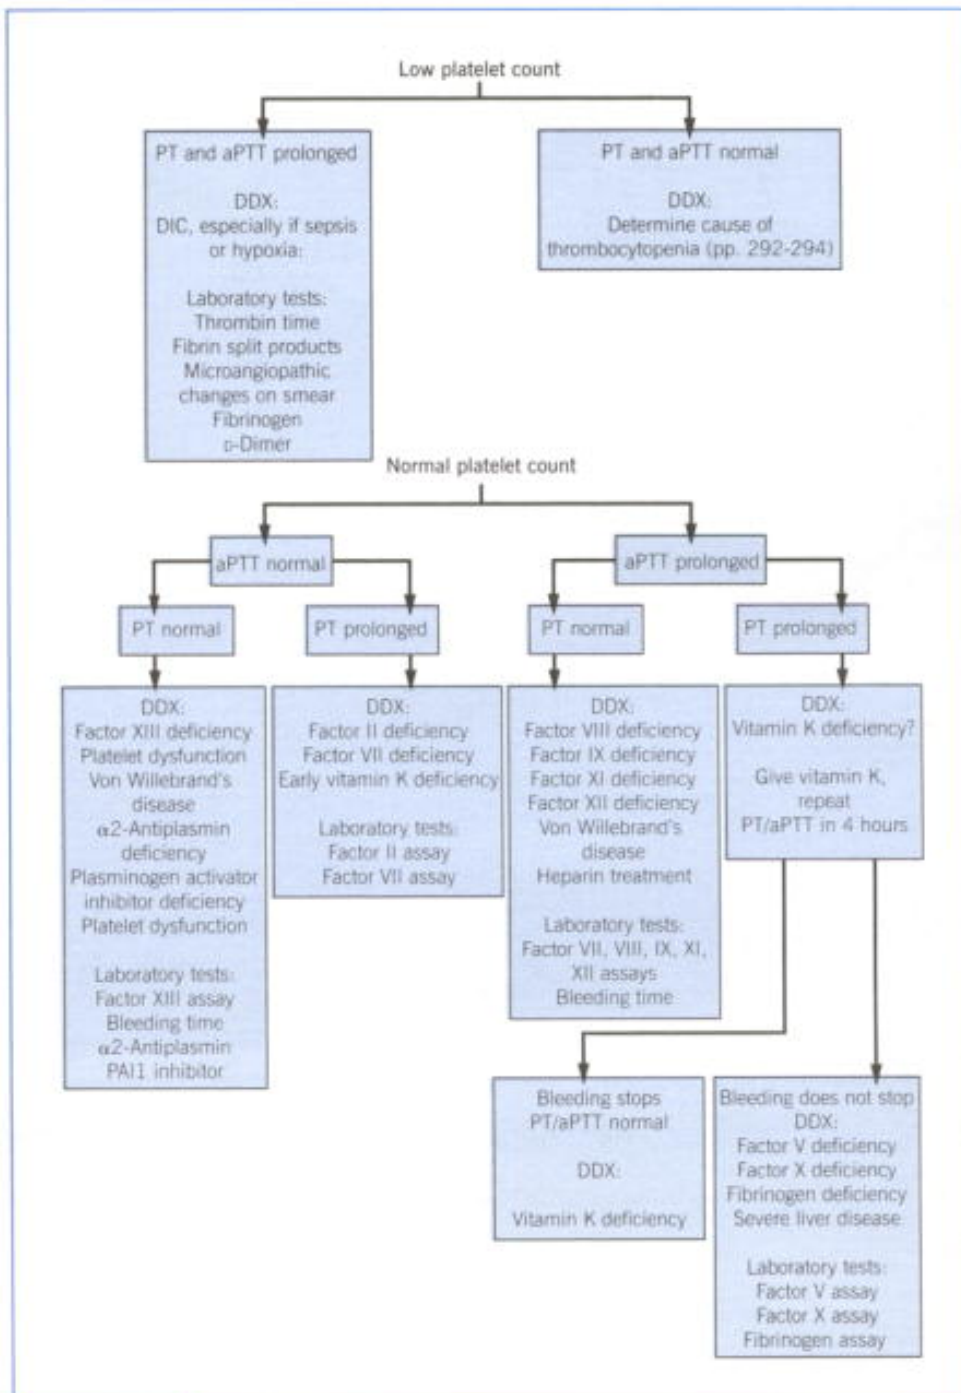 Low platelet count
PT and aPTT prolonged
DDX:
DIC, especially if sepsis
or hypoxia:
Laboratory tests:
Thrombin time
Fibrin split products
Microangiopathic
changes on smear
Fibrinogen
D-Dimer
PT and aPTT normal
DDX:
Determine cause of
thrombocytopenia (pp. 292-294)
Normal platelet count
aPTT normal
aPTT prolonged
PT normal
PT prolonged
PT normal
PT prolonged
DDX:
Factor XIII deficiency
Platelet dysfunction
Von Willebrand's
disease
α2-Antiplasmin
deficiency
Plasminogen activator
inhibitor deficiency
Platelet dysfunction
Laboratory tests:
Factor XIII assay
Bleeding time
α2-Antiplasmin
PAI1 inhibitor
DDX:
Factor II deficiency
Factor VII deficiency
Early vitamin K deficiency
Laboratory tests:
Factor II assay
Factor VII assay
DDX:
Factor VIII deficiency
Factor IX deficiency
Factor XI deficiency
Factor XII deficiency
Von Willebrand's
disease
Heparin treatment
Laboratory tests:
Factor VII, VIII, IX, XI,
XII assays
Bleeding time
DDX:
Vitamin K deficiency?
Give vitamin K,
repeat
PT/aPTT in 4 hours
Bleeding stops
PT/aPTT normal
DDX:
Vitamin K deficiency
Bleeding does not stop
DDX:
Factor V deficiency
Factor X deficiency
Fibrinogen deficiency
Severe liver disease
Laboratory tests:
Factor V assay
Factor X assay
Fibrinogen assay